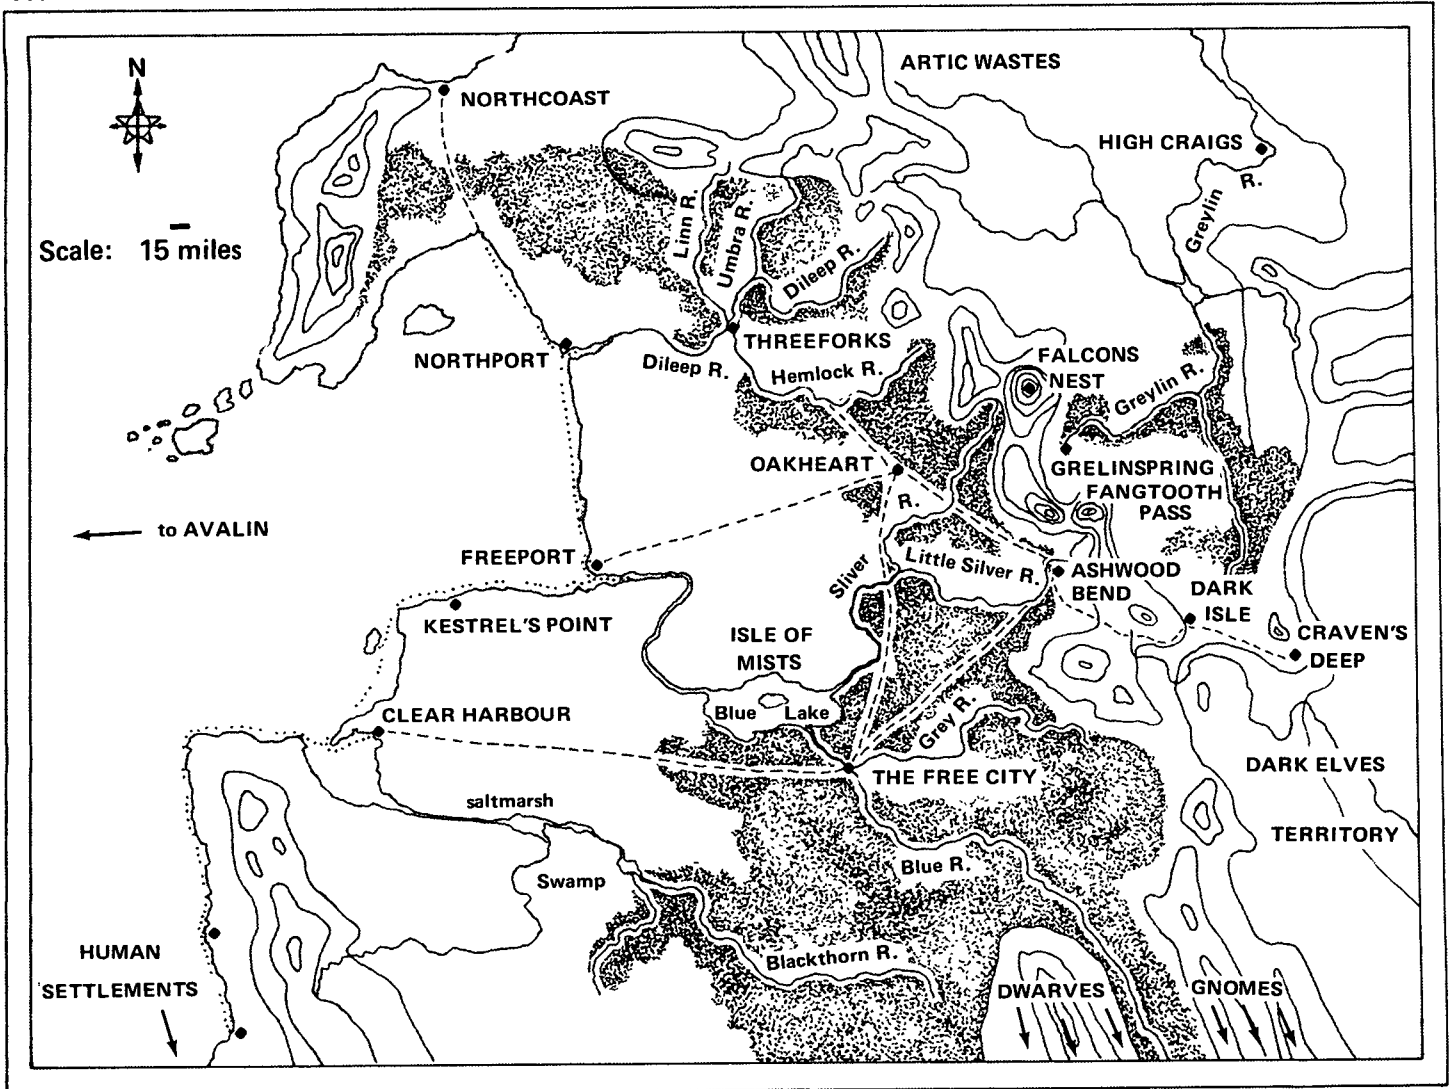 N
ARTIC WASTES
NORTHCOAST
HIGH CRAIGS
Greylin
R.
Linn R.
Umbra R.
Dileep R.
Scale: 15 miles
NORTHPORT
Dileep R.
THREEFORKS
Hemlock R.
FALCONS
NEST
Greylin R.
OAKHEART
GRELINSPRING
FANGTOOTH
PASS
to AVALIN
R.
Sliver
FREEPORT
Little Silver R.
ASHWOOD
BEND
DARK
ISLE
KESTREL'S POINT
ISLE OF
MISTS
CRAVEN'S
DEEP
CLEAR HARBOUR
Blue Lake
Grey R.
THE FREE CITY
DARK ELVES
TERRITORY
saltmarsh
Swamp
Blue R.
HUMAN
SETTLEMENTS
Blackthorn R.
DWARVES
GNOMES